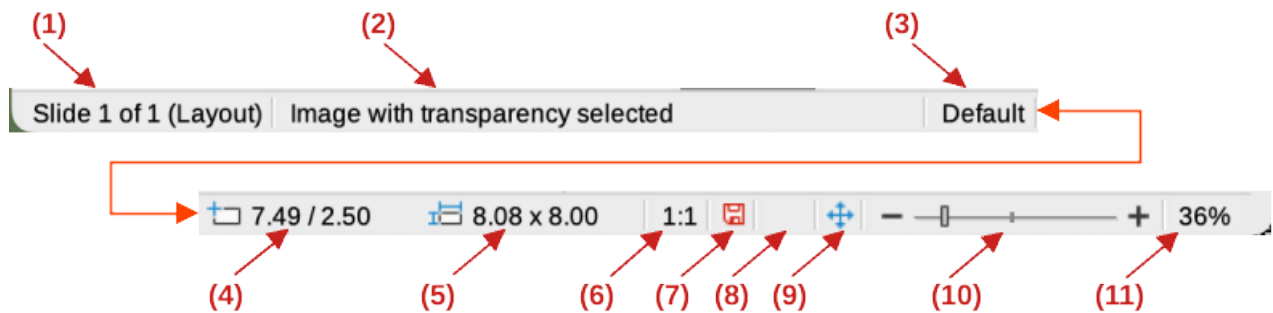 (1) (2) (3)
Slide 1 of 1 (Layout) Image with transparency selected Default
7.49 / 2.50 8.08 x 8.00 1:1 36%
(4) (5) (6) (7) (8) (9) (10) (11)